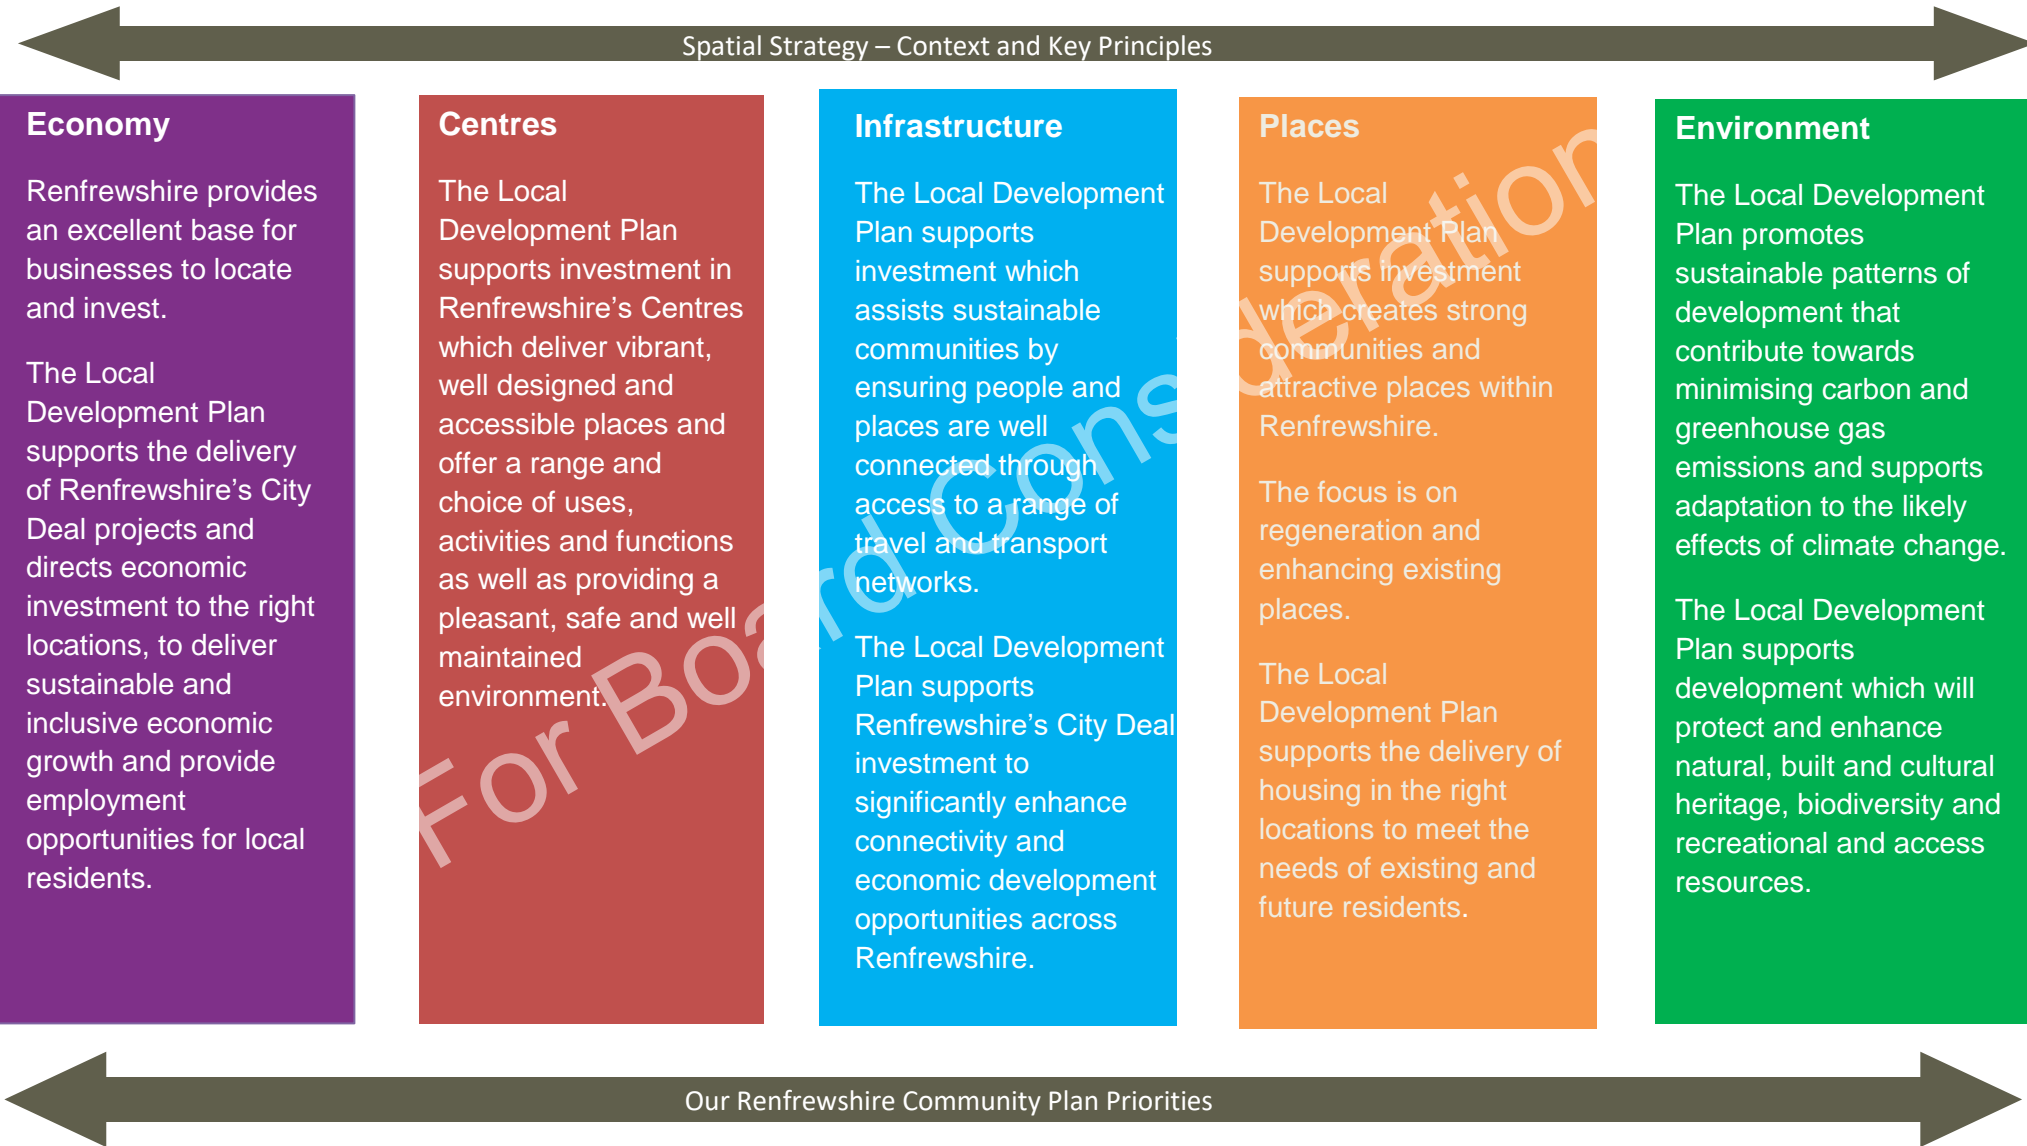 Spatial Strategy – Context and Key Principles
Economy
Renfrewshire provides
an excellent base for
businesses to locate
and invest.
The Local
Development Plan
supports the delivery
of Renfrewshire’s City
Deal projects and
directs economic
investment to the right
locations, to deliver
sustainable and
inclusive economic
growth and provide
employment
opportunities for local
residents.
Centres
The Local
Development Plan
supports investment in
Renfrewshire’s Centres
which deliver vibrant,
well designed and
accessible places and
offer a range and
choice of uses,
activities and functions
as well as providing a
pleasant, safe and well
maintained
environment.
Infrastructure
The Local Development
Plan supports
investment which
assists sustainable
communities by
ensuring people and
places are well
connected through
access to a range of
travel and transport
networks.
The Local Development
Plan supports
Renfrewshire’s City Deal
investment to
significantly enhance
connectivity and
economic development
opportunities across
Renfrewshire.
Places
The Local
Development Plan
supports investment
which creates strong
communities and
attractive places within
Renfrewshire.
The focus is on
regeneration and
enhancing existing
places.
The Local
Development Plan
supports the delivery of
housing in the right
locations to meet the
needs of existing and
future residents.
Environment
The Local Development
Plan promotes
sustainable patterns of
development that
contribute towards
minimising carbon and
greenhouse gas
emissions and supports
adaptation to the likely
effects of climate change.
The Local Development
Plan supports
development which will
protect and enhance
natural, built and cultural
heritage, biodiversity and
recreational and access
resources.
For Board Consideration
Our Renfrewshire Community Plan Priorities